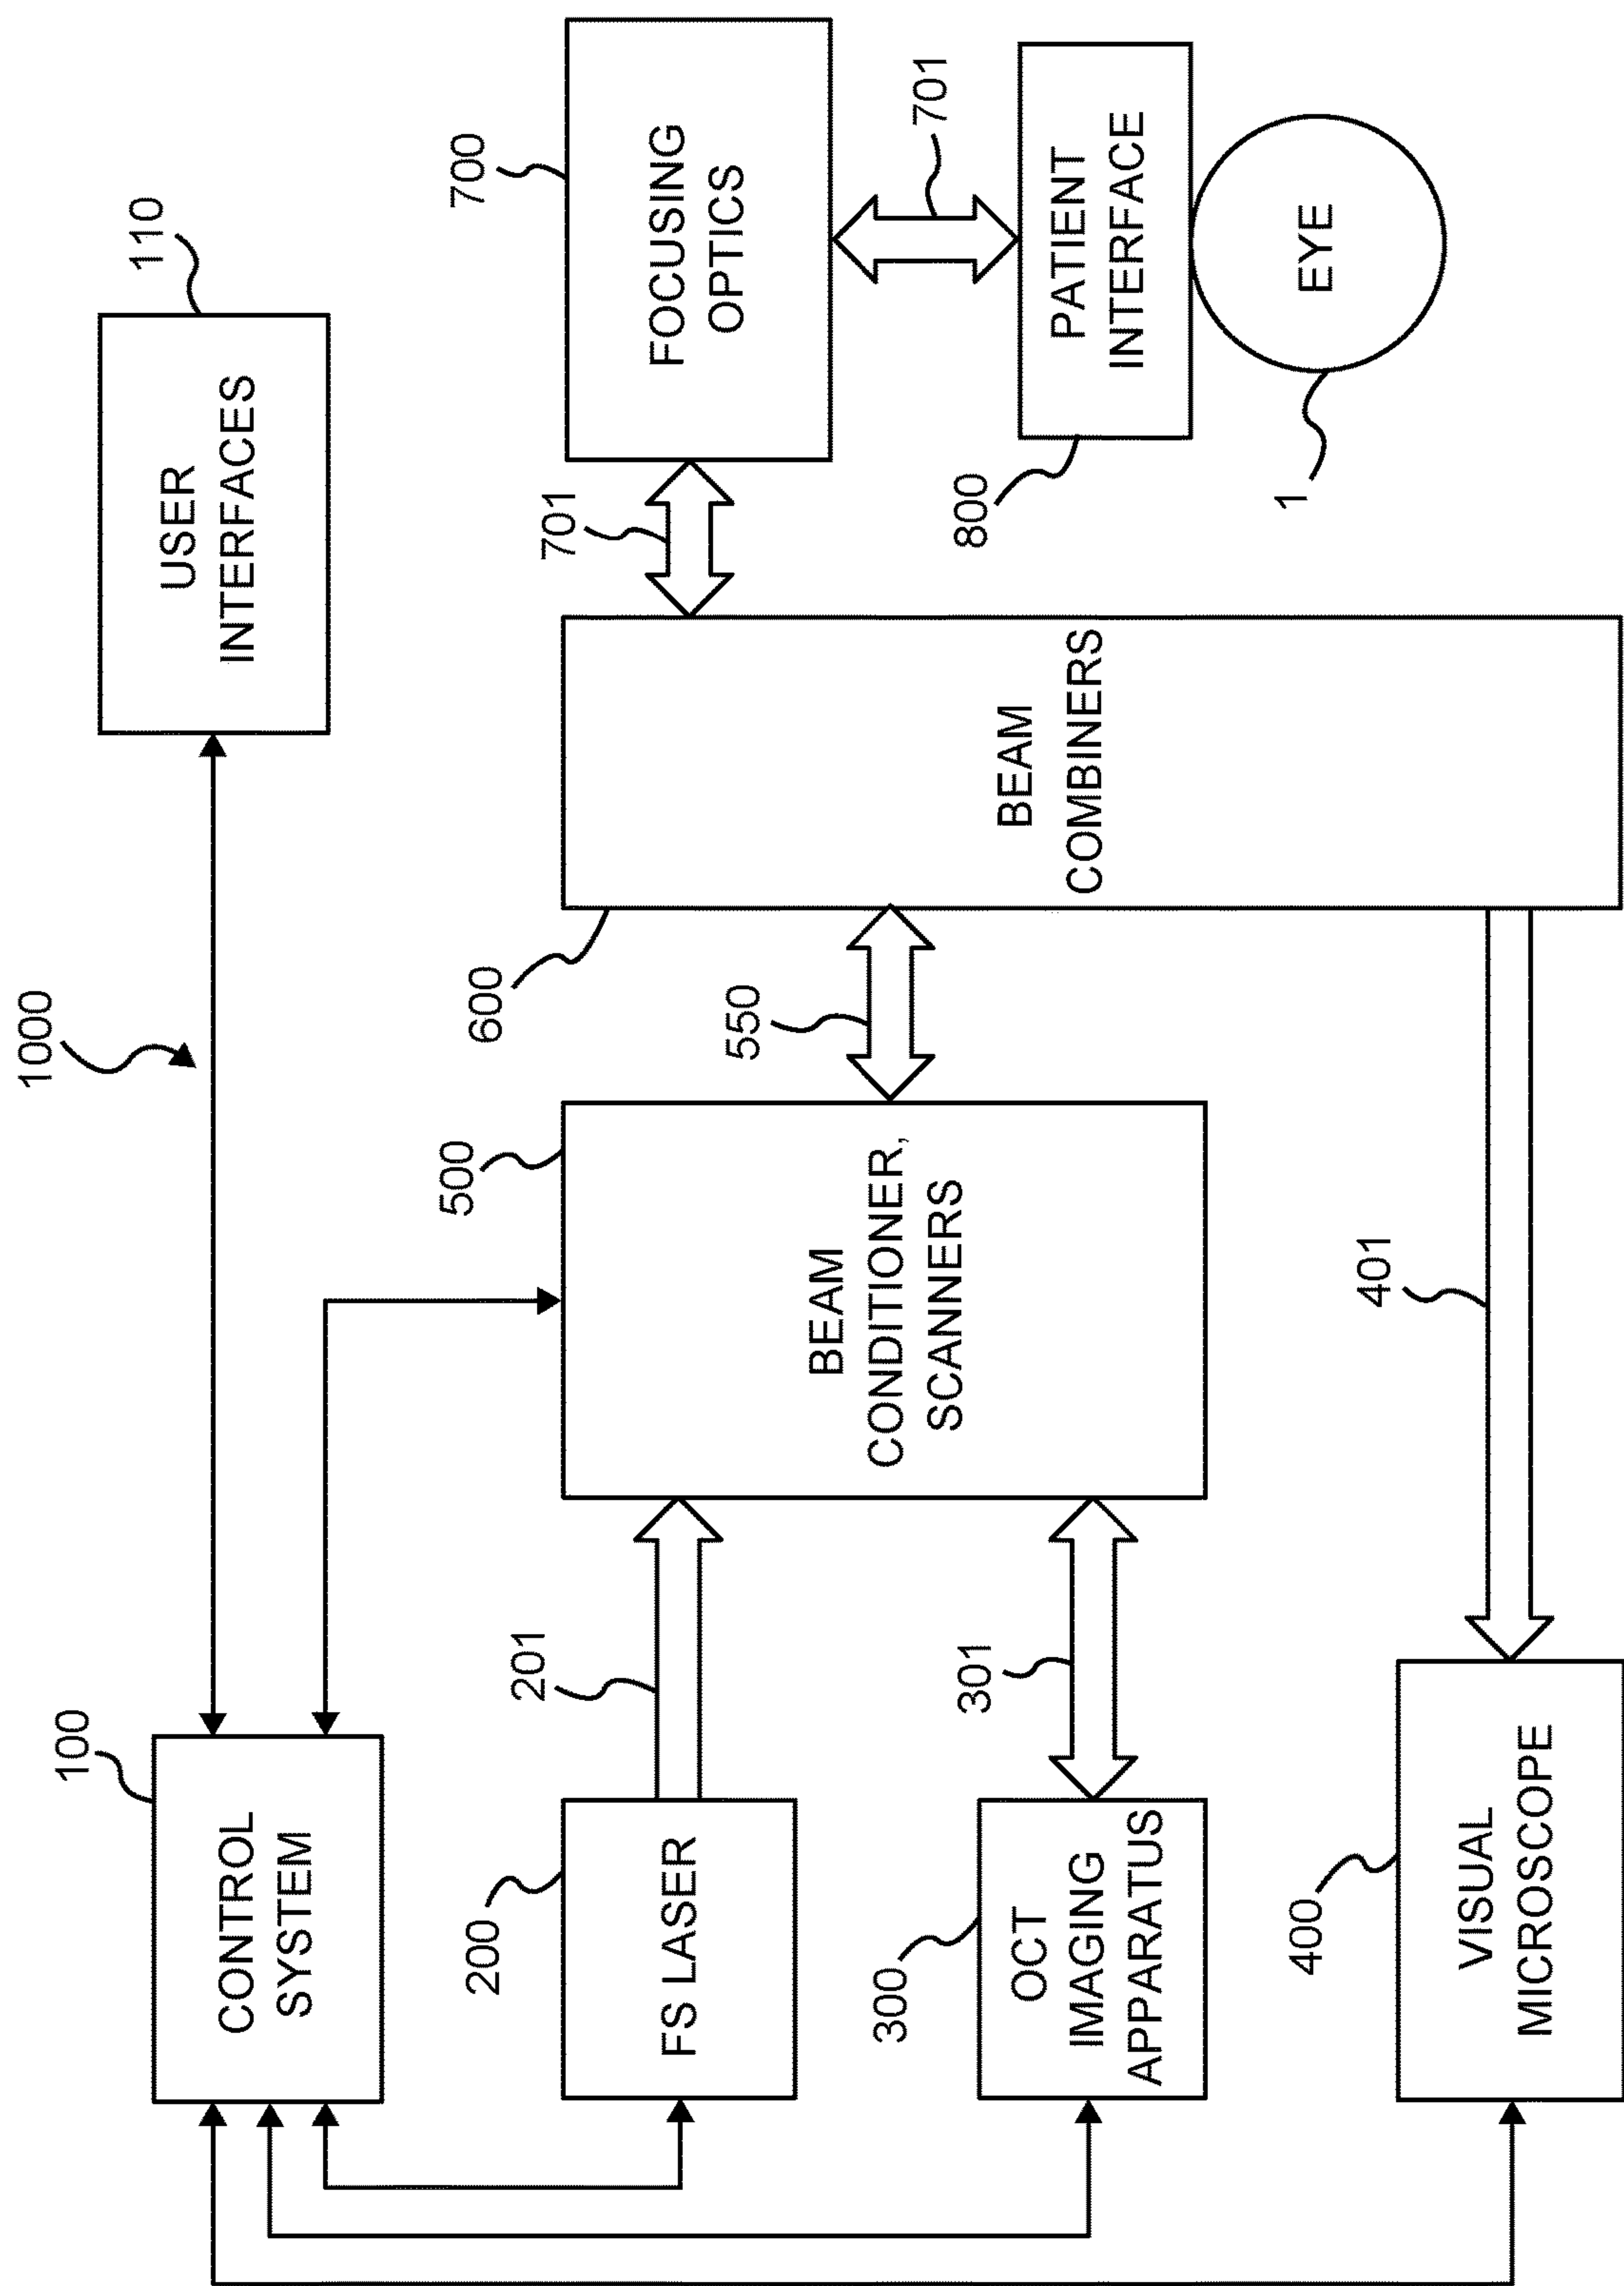 1000
100
CONTROL
SYSTEM
110
USER
INTERFACES
200
FS LASER
201
500
BEAM
CONDITIONER,
SCANNERS
550
600
BEAM
COMBINERS
701
700
FOCUSING
OPTICS
701
300
OCT
IMAGING
APPARATUS
301
800
PATIENT
INTERFACE
EYE
1
400
VISUAL
MICROSCOPE
401